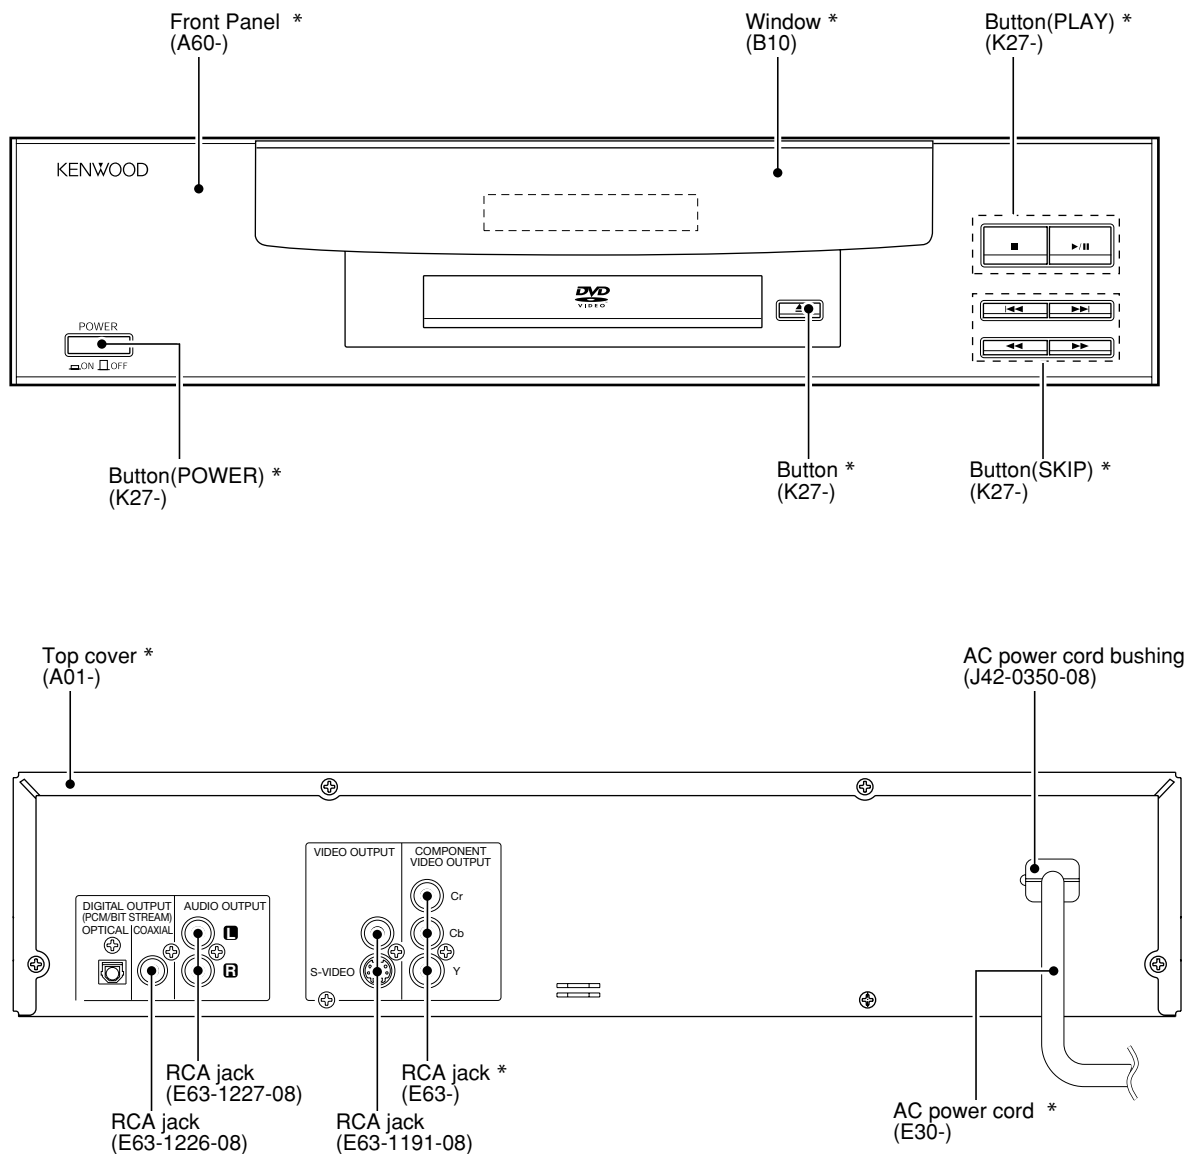 Front Panel *
(A60-)
Window *
(B10)
Button(PLAY) *
(K27-)
KENWOOD
DVD
VIDEO
POWER
ON OFF
Button(POWER) *
(K27-)
Button *
(K27-)
Button(SKIP) *
(K27-)
Top cover *
(A01-)
AC power cord bushing
(J42-0350-08)
VIDEO OUTPUT
COMPONENT
VIDEO OUTPUT
Cr
Cb
Y
S-VIDEO
DIGITAL OUTPUT
(PCM/BIT STREAM)
OPTICAL
COAXIAL
AUDIO OUTPUT
L
R
RCA jack
(E63-1227-08)
RCA jack *
(E63-)
RCA jack
(E63-1226-08)
RCA jack
(E63-1191-08)
AC power cord *
(E30-)